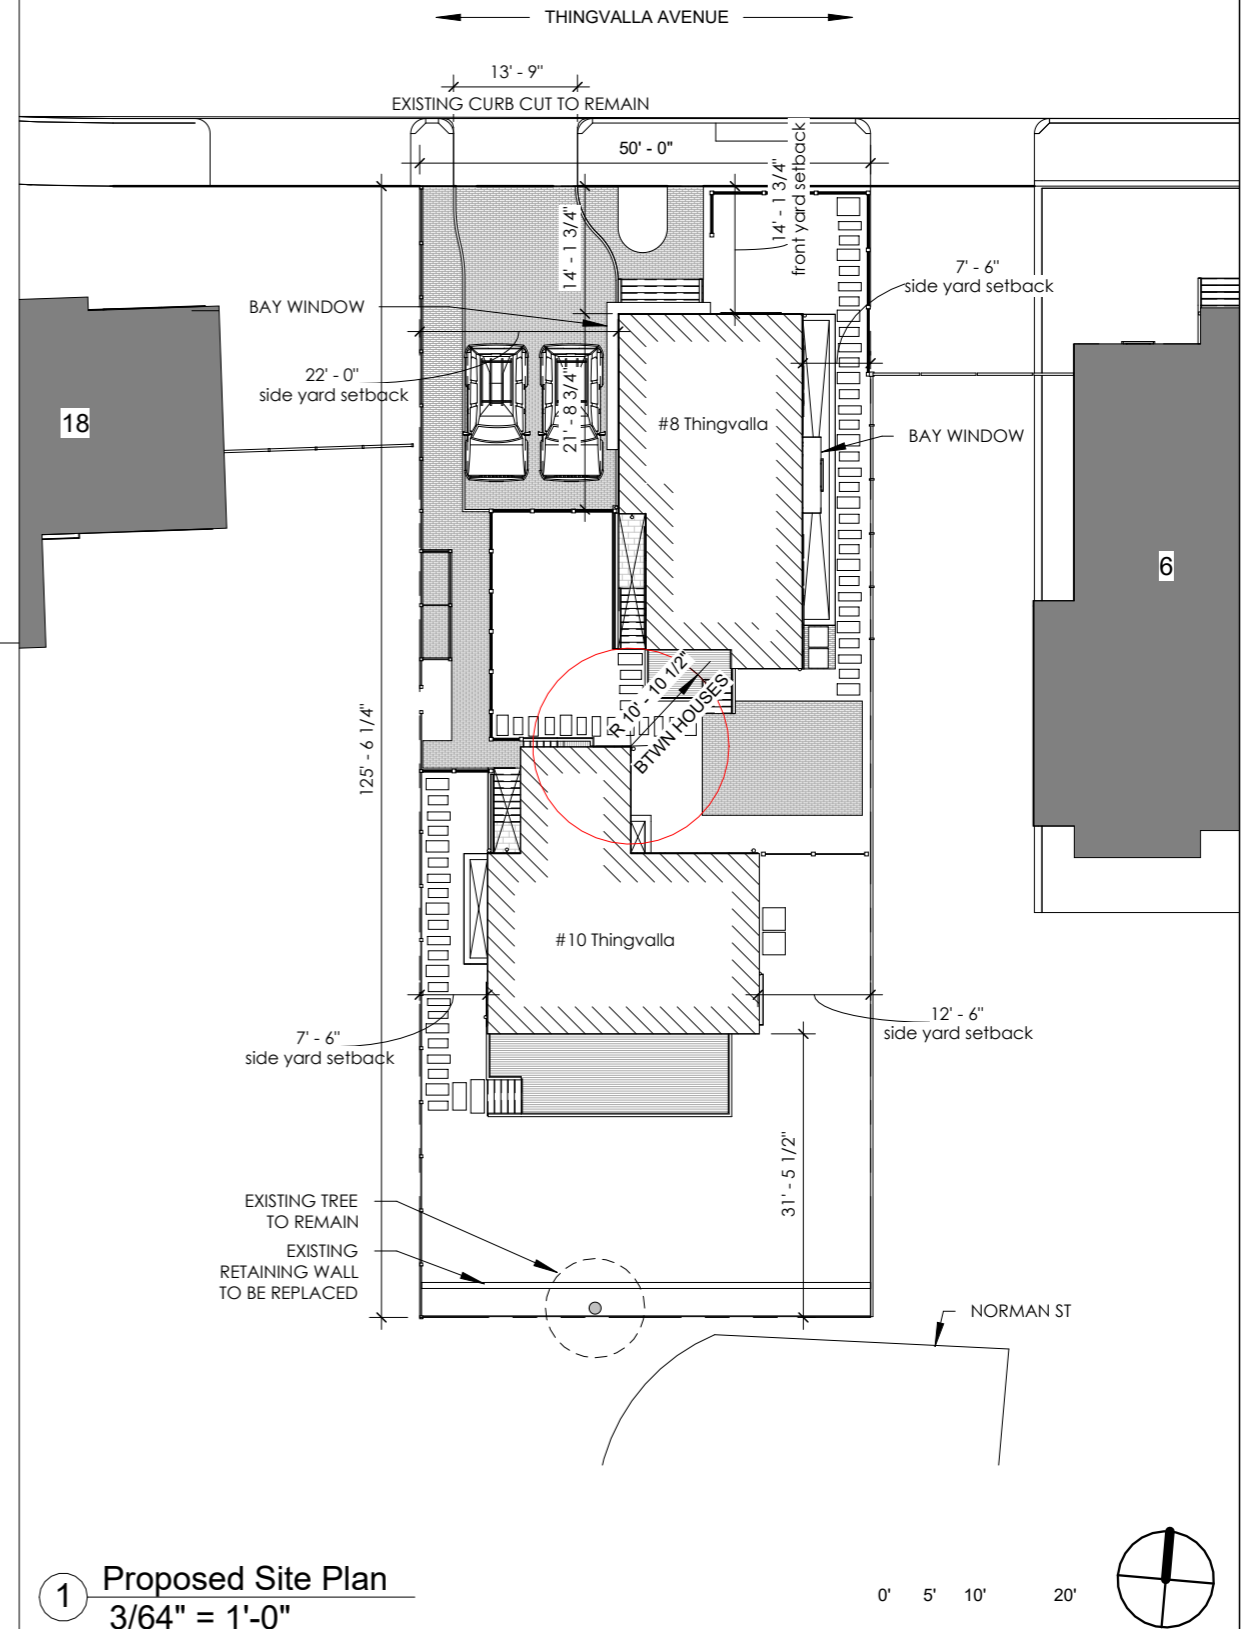 THINGVALLA AVENUE
13' - 9"
EXISTING CURB CUT TO REMAIN
50' - 0"
14' - 1 3/4"
14' - 1 3/4"
front yard setback
7' - 6"
side yard setback
BAY WINDOW
22' - 0"
side yard setback
21' - 8 3/4"
#8 Thingvalla
BAY WINDOW
18
6
R 10' - 10 1/2"
BTWN HOUSES
125' - 6 1/4"
#10 Thingvalla
7' - 6"
side yard setback
12' - 6"
side yard setback
31' - 5 1/2"
EXISTING TREE
TO REMAIN
EXISTING
RETAINING WALL
TO BE REPLACED
NORMAN ST
1
Proposed Site Plan
3/64" = 1'-0"
0' 5' 10' 20'